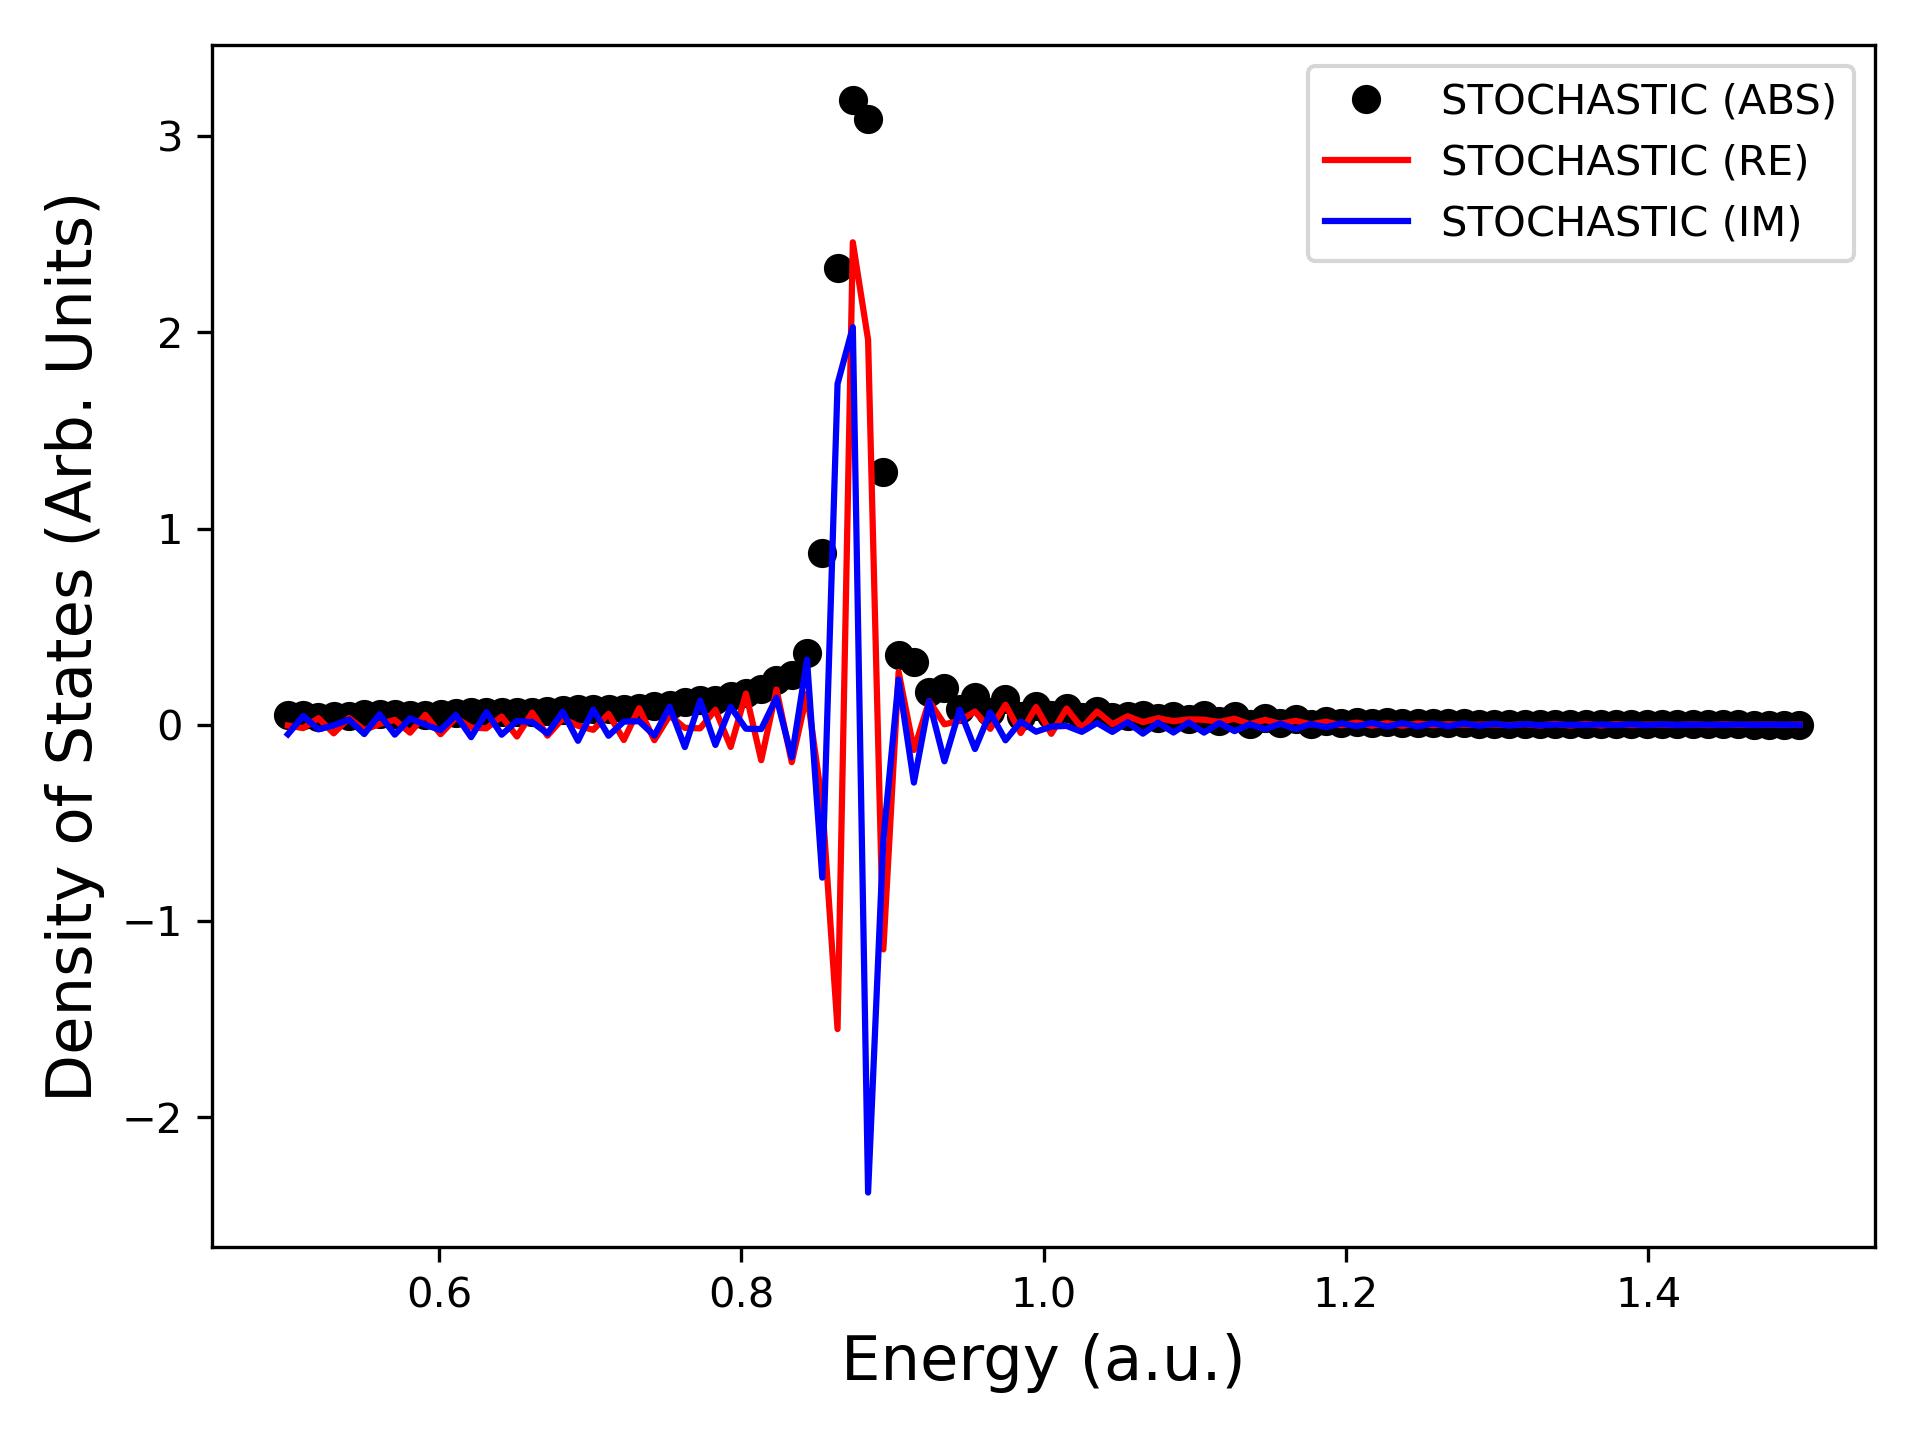 STOCHASTIC (ABS)
STOCHASTIC (RE)
STOCHASTIC (IM)
Density of States (Arb. Units)
3
2
1
0
−1
−2
0.6 0.8 1.0 1.2 1.4
Energy (a.u.)